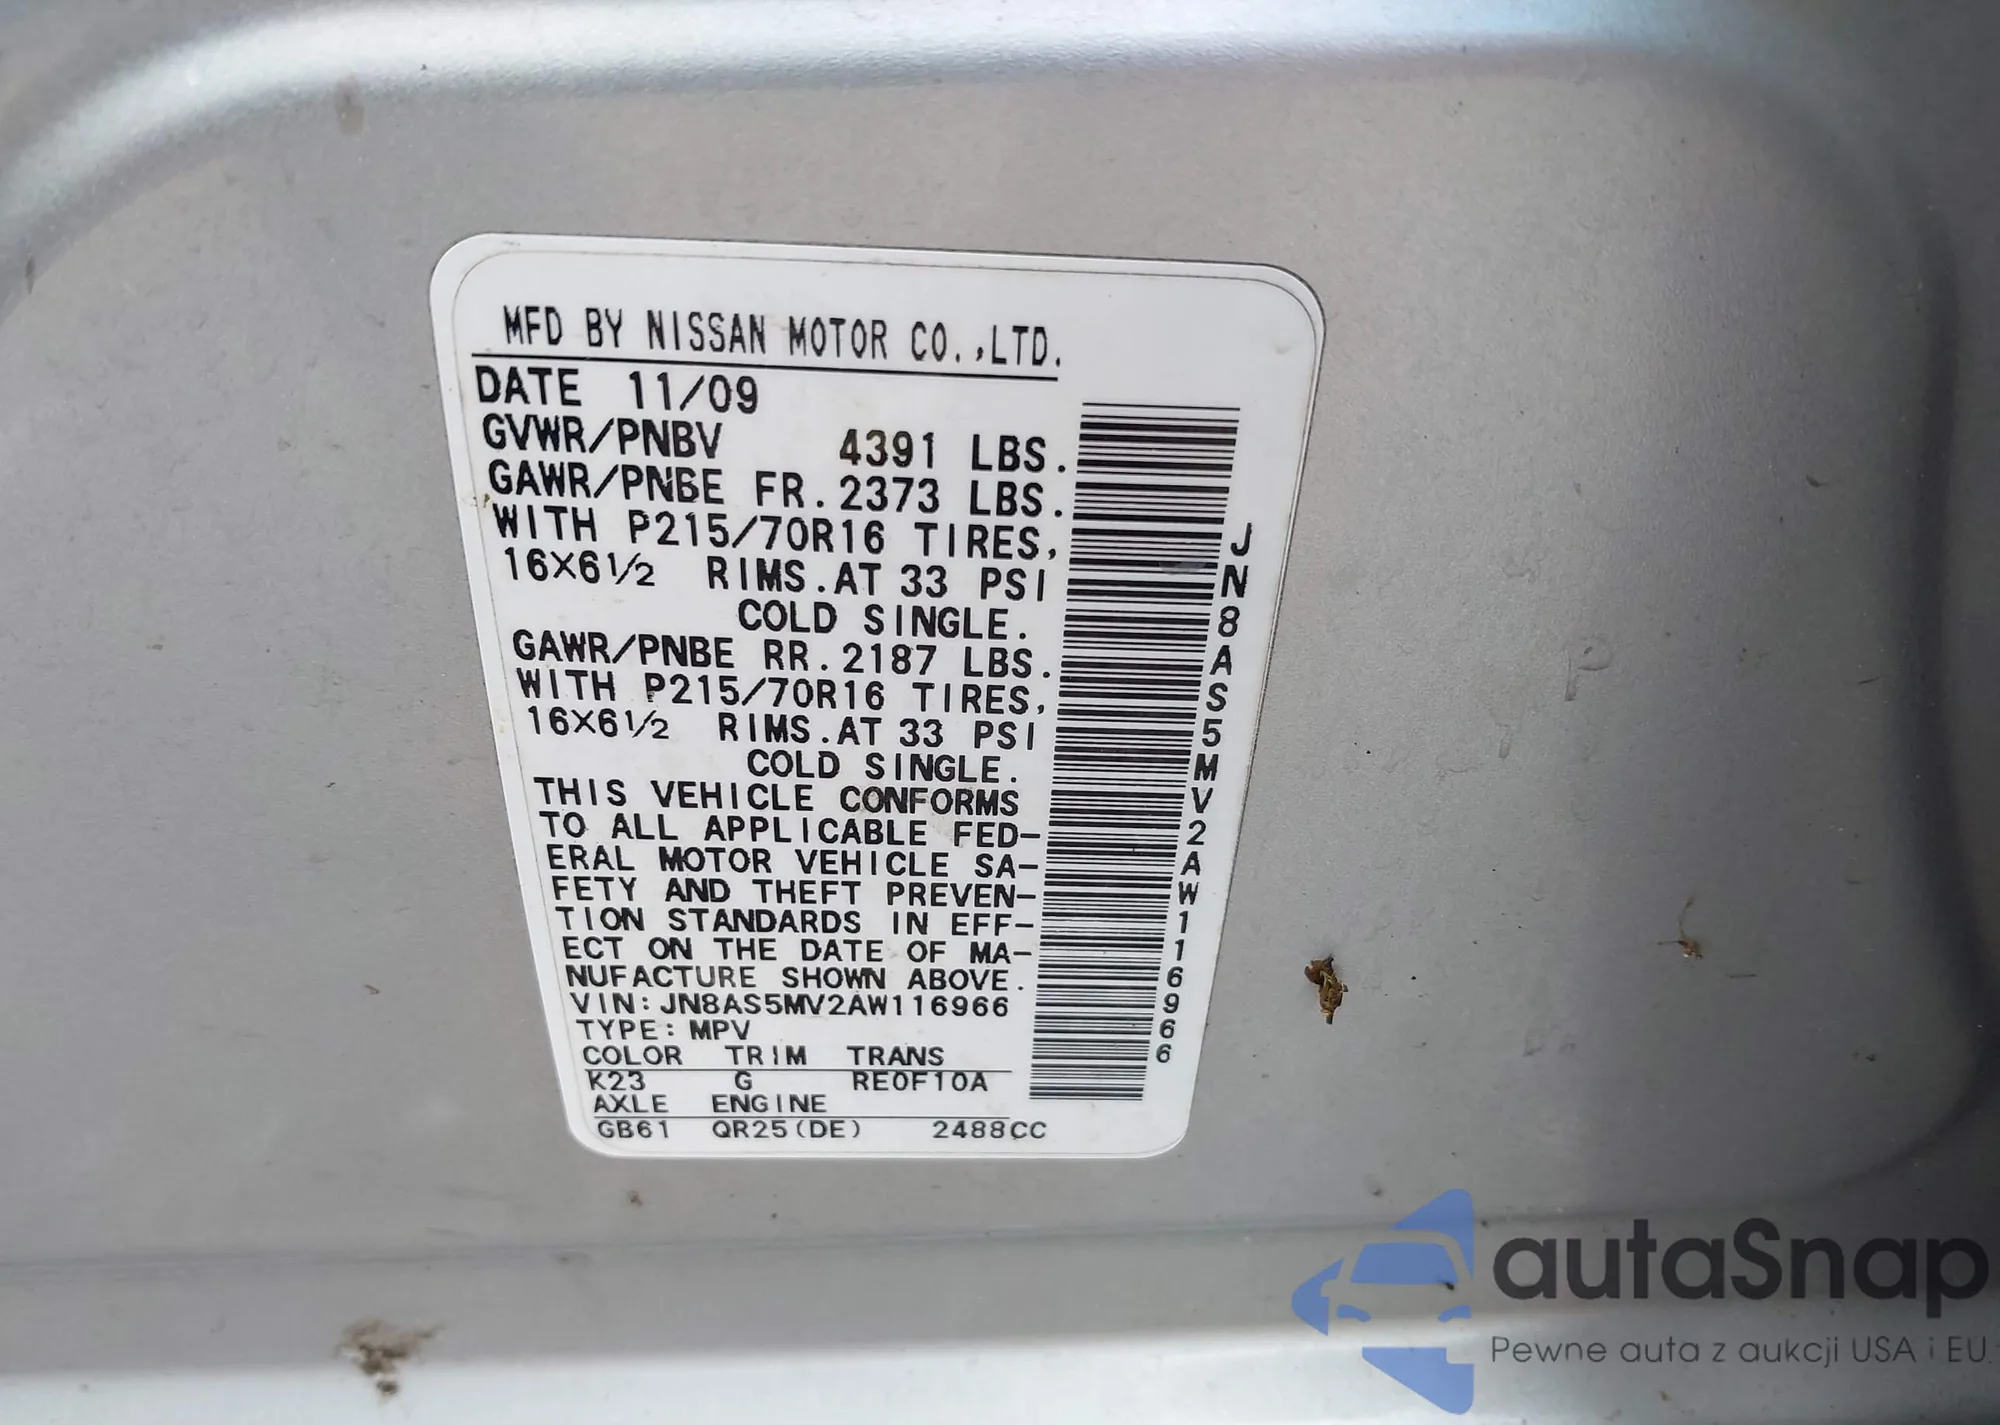 MFD BY NISSAN MOTOR CO.,LTD.
DATE 11/09
GVWR/PNBV 4391 LBS.
GAWR/PNBE FR.2373 LBS.
WITH P215/70R16 TIRES,
16X6 1/2 RIMS.AT 33 PSI
COLD SINGLE.
GAWR/PNBE RR.2187 LBS.
WITH P215/70R16 TIRES,
16X6 1/2 RIMS.AT 33 PSI
COLD SINGLE.
THIS VEHICLE CONFORMS
TO ALL APPLICABLE FED-
ERAL MOTOR VEHICLE SA-
FETY AND THEFT PREVEN-
TION STANDARDS IN EFF-
ECT ON THE DATE OF MA-
NUFACTURE SHOWN ABOVE.
VIN:JN8AS5MV2AW116966
TYPE:MPV
COLOR TRIM TRANS
K23 G RE0F10A
AXLE ENGINE
GB61 QR25(DE) 2488CC
JN8AS5MV2AW116966
autaSnap
Pewne auta z aukcji USA i EU